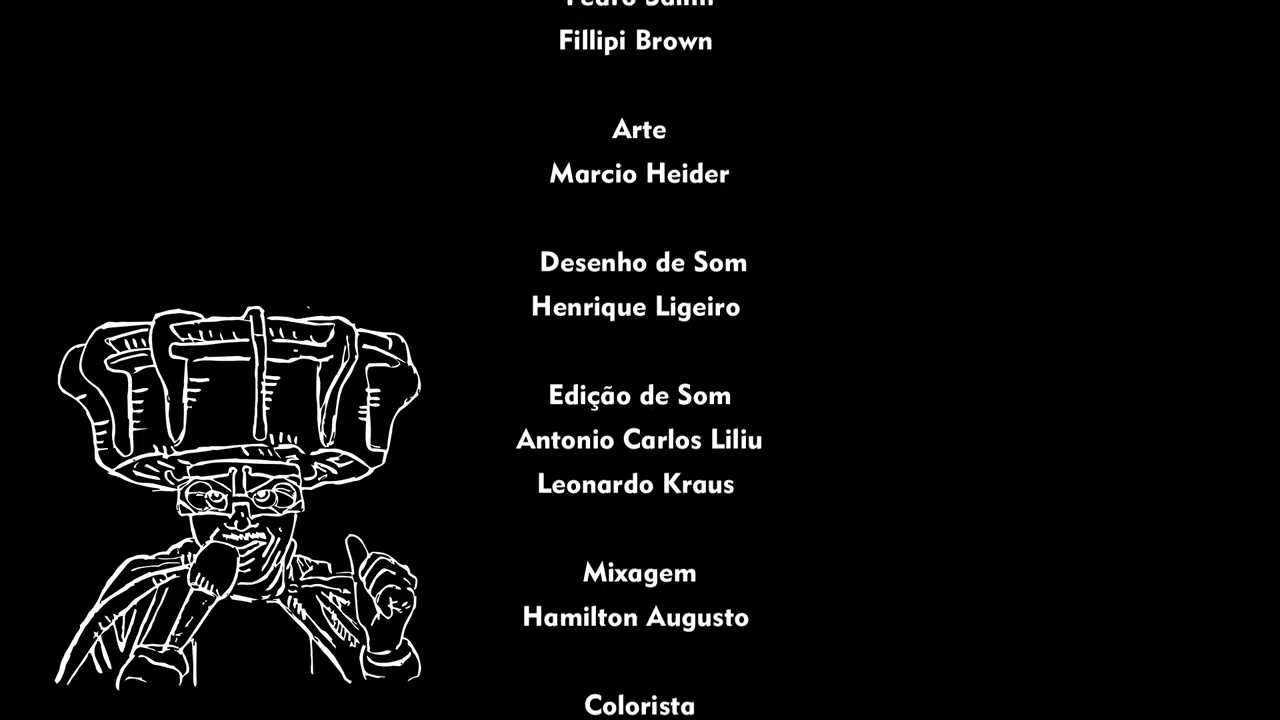 Fillipi Brown
Arte
Marcio Heider
Desenho de Som
Henrique Ligeiro
Edição de Som
Antonio Carlos Liliu
Leonardo Kraus
Mixagem
Hamilton Augusto
Colorista